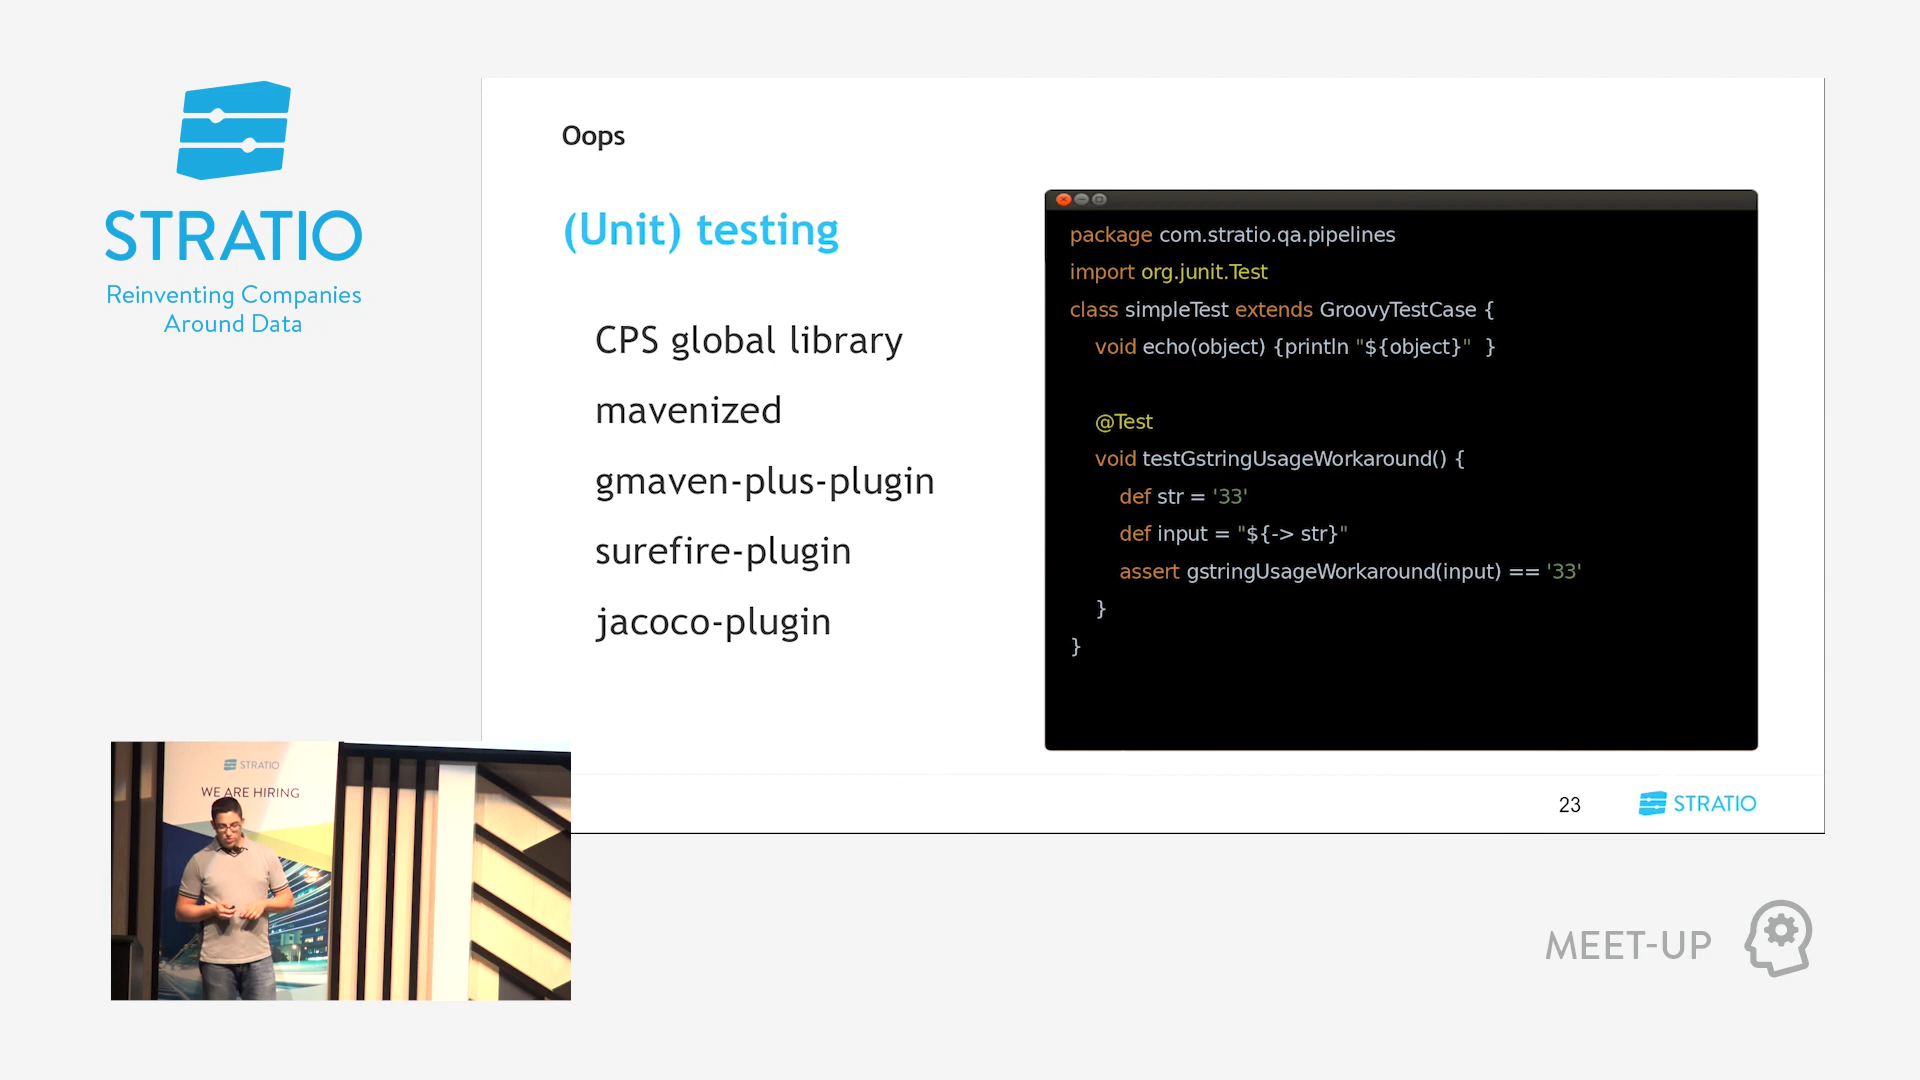 STRATIO
Reinventing Companies
Around Data
Oops
(Unit) testing
CPS global library
mavenized
gmaven-plus-plugin
surefire-plugin
jacoco-plugin
package com.stratio.qa.pipelines
import org.junit.Test
class simpleTest extends GroovyTestCase {
void echo(object) {println "${object}" }
@Test
void testGstringUsageWorkaround() {
def str = '33'
def input = "${-> str}"
assert gstringUsageWorkaround(input) == '33'
}
}
23
STRATIO
STRATIO
WE ARE HIRING
MEET-UP